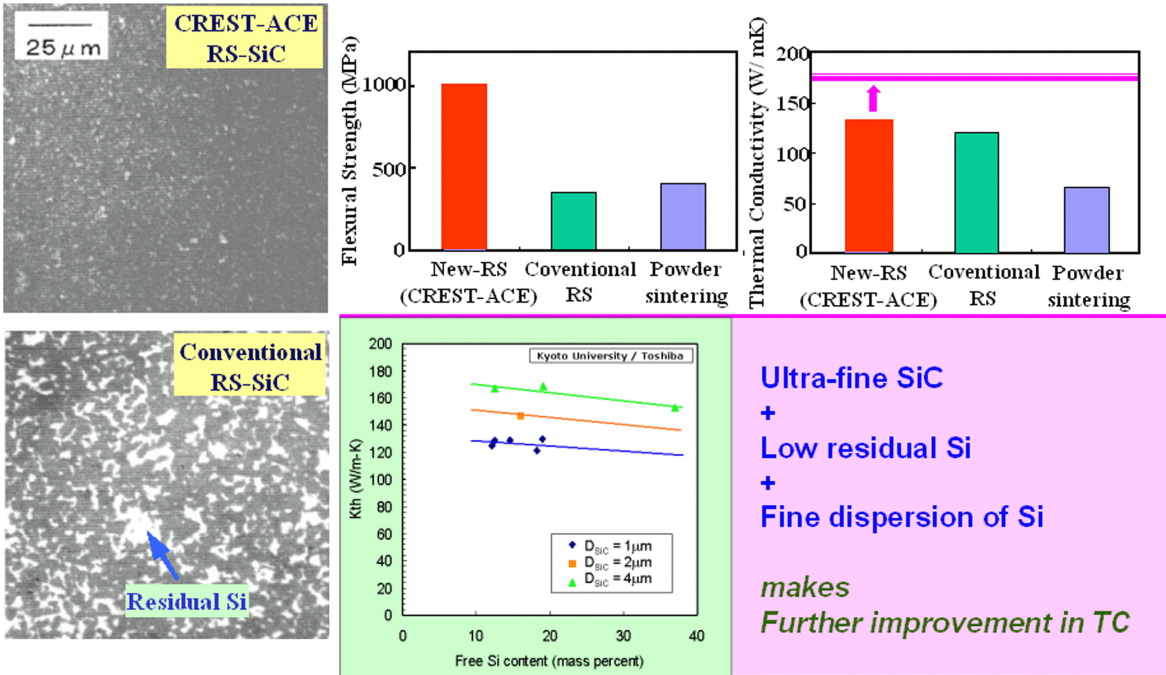 25 μ m
CREST-ACE
RS-SiC
Flexural Strength (MPa)
1000
500
0
New-RS
(CREST-ACE)
Coventional
RS
Powder
sintering
Thermal Conductivity (W/ mK)
200
150
100
50
0
New-RS
(CREST-ACE)
Coventional
RS
Powder
sintering
Conventional
RS-SiC
Residual Si
Kyoto University / Toshiba
Kth (W/m-K)
200
180
160
140
120
100
80
60
40
20
0
D_SiC = 1μm
D_SiC = 2μm
D_SiC = 4μm
0 10 20 30 40
Free Si content (mass percent)
Ultra-fine SiC
+
Low residual Si
+
Fine dispersion of Si
makes
Further improvement in TC